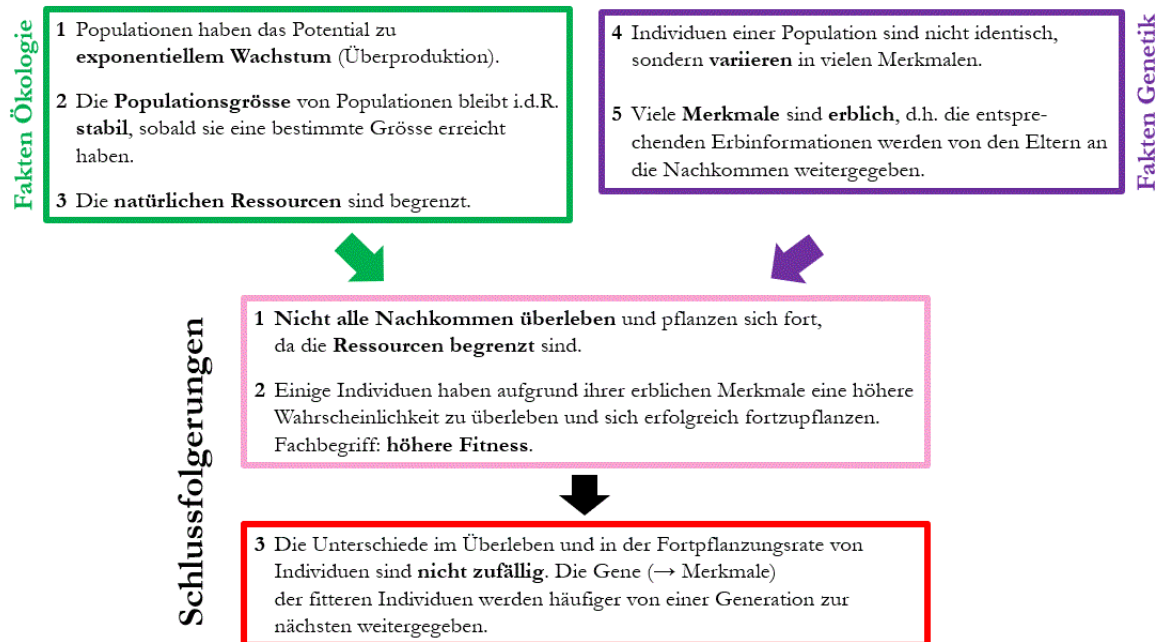 Fakten Ökologie
1 Populationen haben das Potential zu
exponentiellem Wachstum (Überproduktion).
2 Die Populationsgrösse von Populationen bleibt i.d.R.
stabil, sobald sie eine bestimmte Grösse erreicht
haben.
3 Die natürlichen Ressourcen sind begrenzt.
Fakten Genetik
4 Individuen einer Population sind nicht identisch,
sondern variieren in vielen Merkmalen.
5 Viele Merkmale sind erblich, d.h. die entspre-
chenden Erbinformationen werden von den Eltern an
die Nachkommen weitergegeben.
Schlussfolgerungen
1 Nicht alle Nachkommen überleben und pflanzen sich fort,
da die Ressourcen begrenzt sind.
2 Einige Individuen haben aufgrund ihrer erblichen Merkmale eine höhere
Wahrscheinlichkeit zu überleben und sich erfolgreich fortzupflanzen.
Fachbegriff: höhere Fitness.
3 Die Unterschiede im Überleben und in der Fortpflanzungsrate von
Individuen sind nicht zufällig. Die Gene (→ Merkmale)
der fitteren Individuen werden häufiger von einer Generation zur
nächsten weitergegeben.